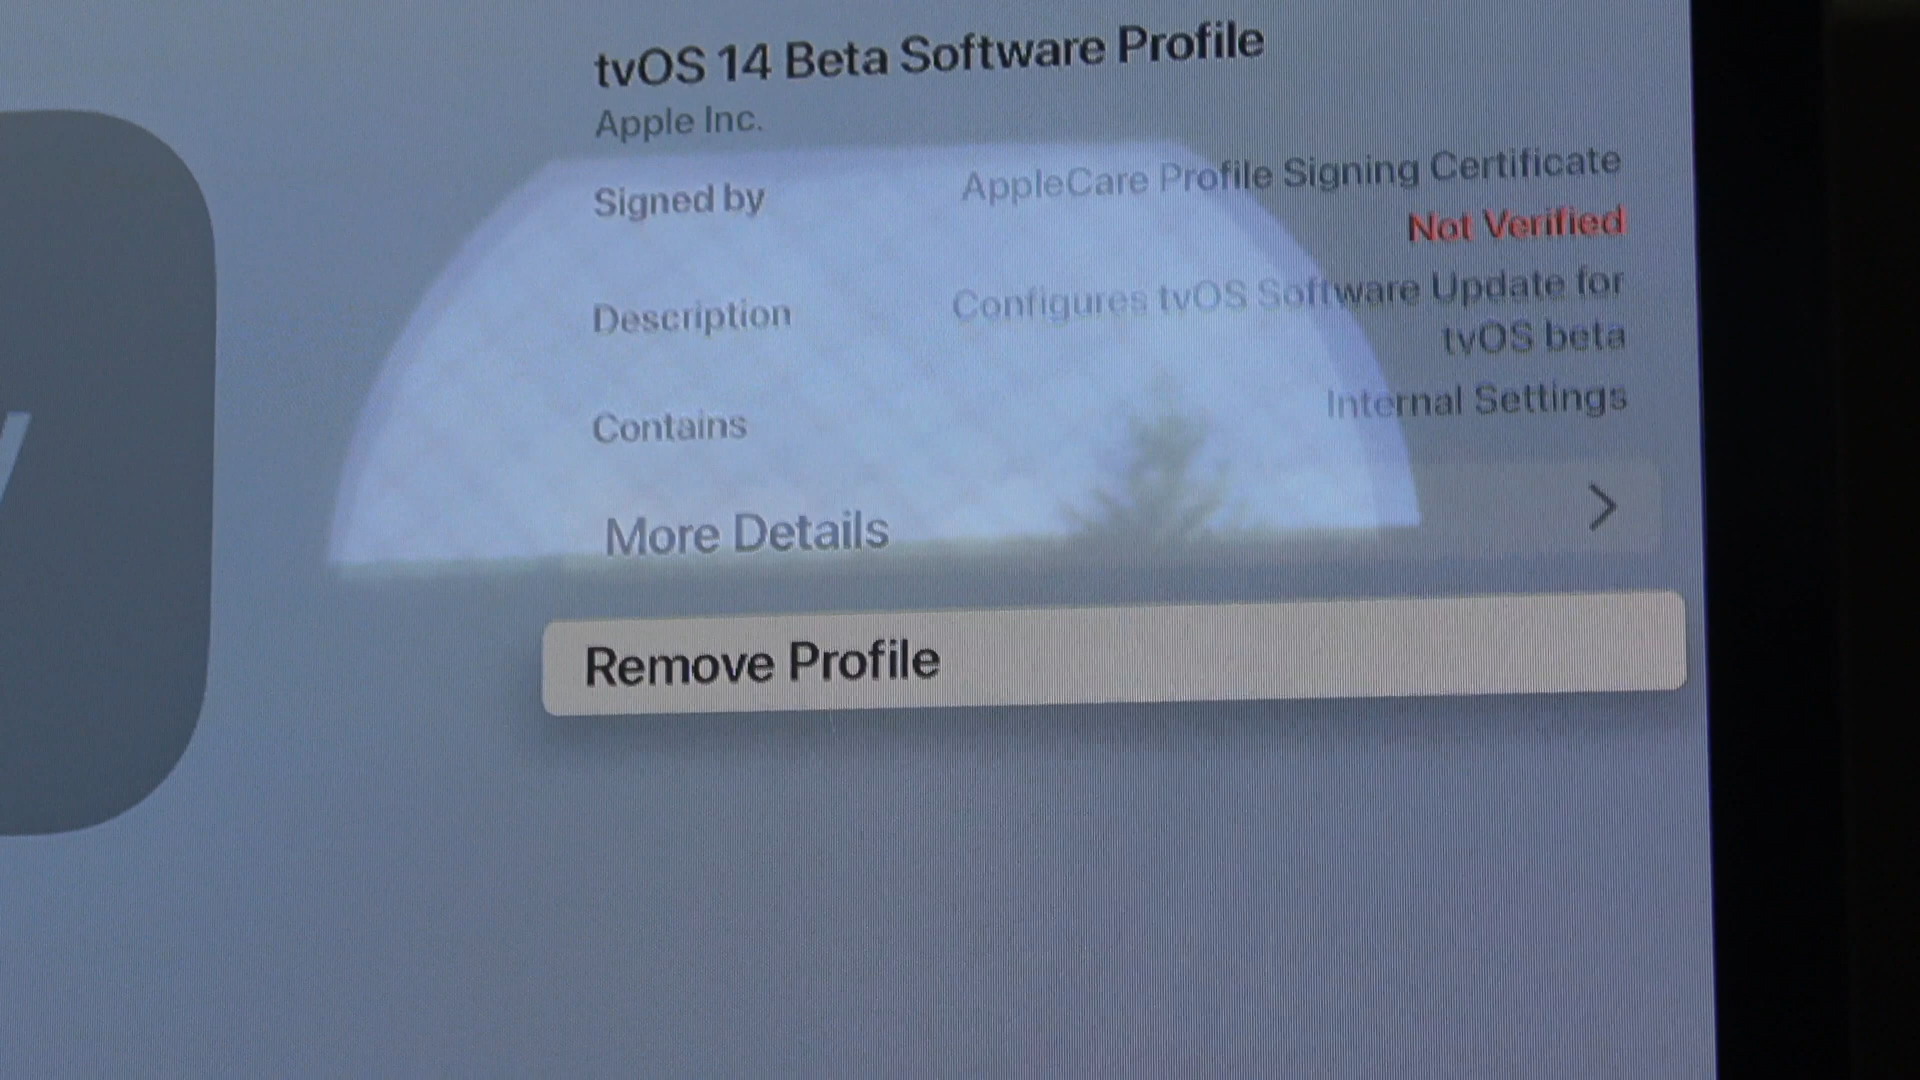 tvOS 14 Beta Software Profile
Apple Inc.
Signed by AppleCare Profile Signing Certificate
Not Verified
Description Configures tvOS Software Update for
tvOS beta
Contains Internal Settings
More Details
Remove Profile